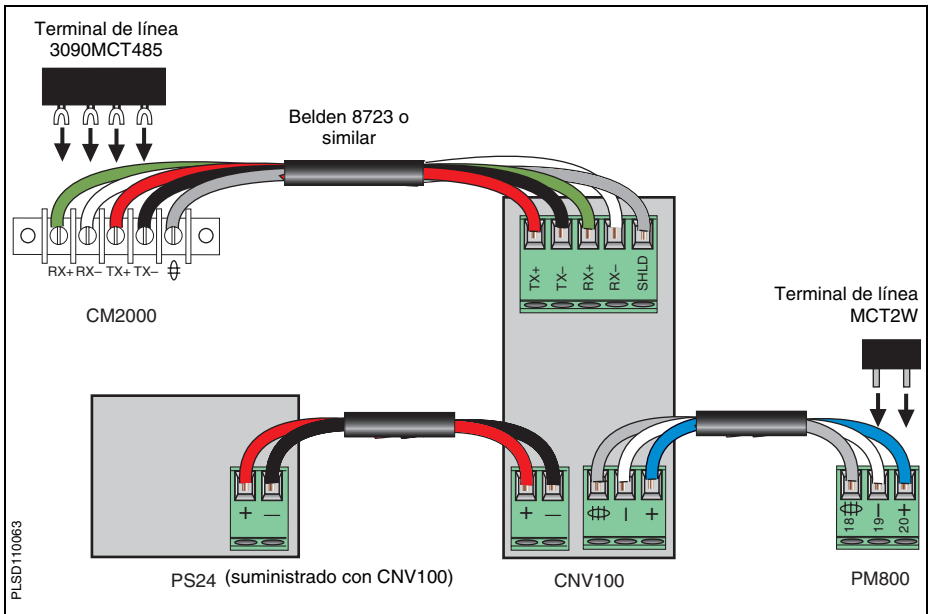 Terminal de línea
3090MCT485
Belden 8723 o
similar
RX+ RX– TX+ TX–
CM2000
TX+
TX–
RX+
RX–
SHLD
Terminal de línea
MCT2W
+ –
+ –
– +
18
19–
20+
PLSD110063
PS24 (suministrado con CNV100)
CNV100
PM800